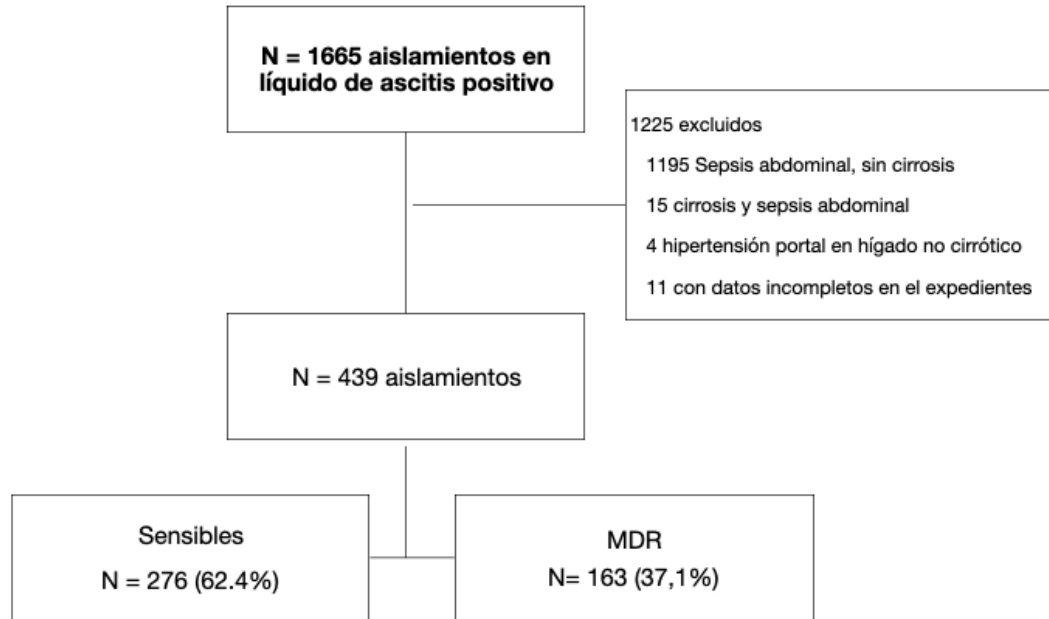 N = 1665 aislamientos en
líquido de ascitis positivo
1225 excluidos
1195 Sepsis abdominal, sin cirrosis
15 cirrosis y sepsis abdominal
4 hipertensión portal en hígado no cirrótico
11 con datos incompletos en el expedientes
N = 439 aislamientos
Sensibles
N = 276 (62.4%)
MDR
N= 163 (37,1%)